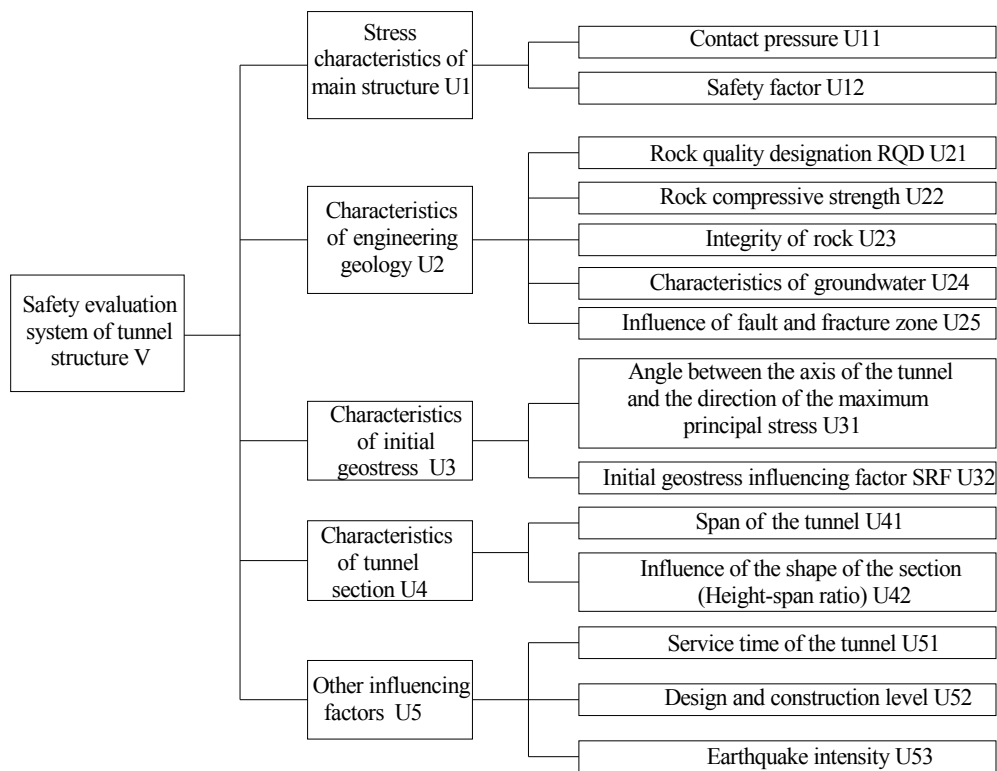 Safety evaluation
system of tunnel
structure V
Stress
characteristics of
main structure U1
Contact pressure U11
Safety factor U12
Characteristics
of engineering
geology U2
Rock quality designation RQD U21
Rock compressive strength U22
Integrity of rock U23
Characteristics of groundwater U24
Influence of fault and fracture zone U25
Characteristics
of initial
geostress U3
Angle between the axis of the tunnel
and the direction of the maximum
principal stress U31
Initial geostress influencing factor SRF U32
Characteristics
of tunnel
section U4
Span of the tunnel U41
Influence of the shape of the section
(Height-span ratio) U42
Other influencing
factors U5
Service time of the tunnel U51
Design and construction level U52
Earthquake intensity U53